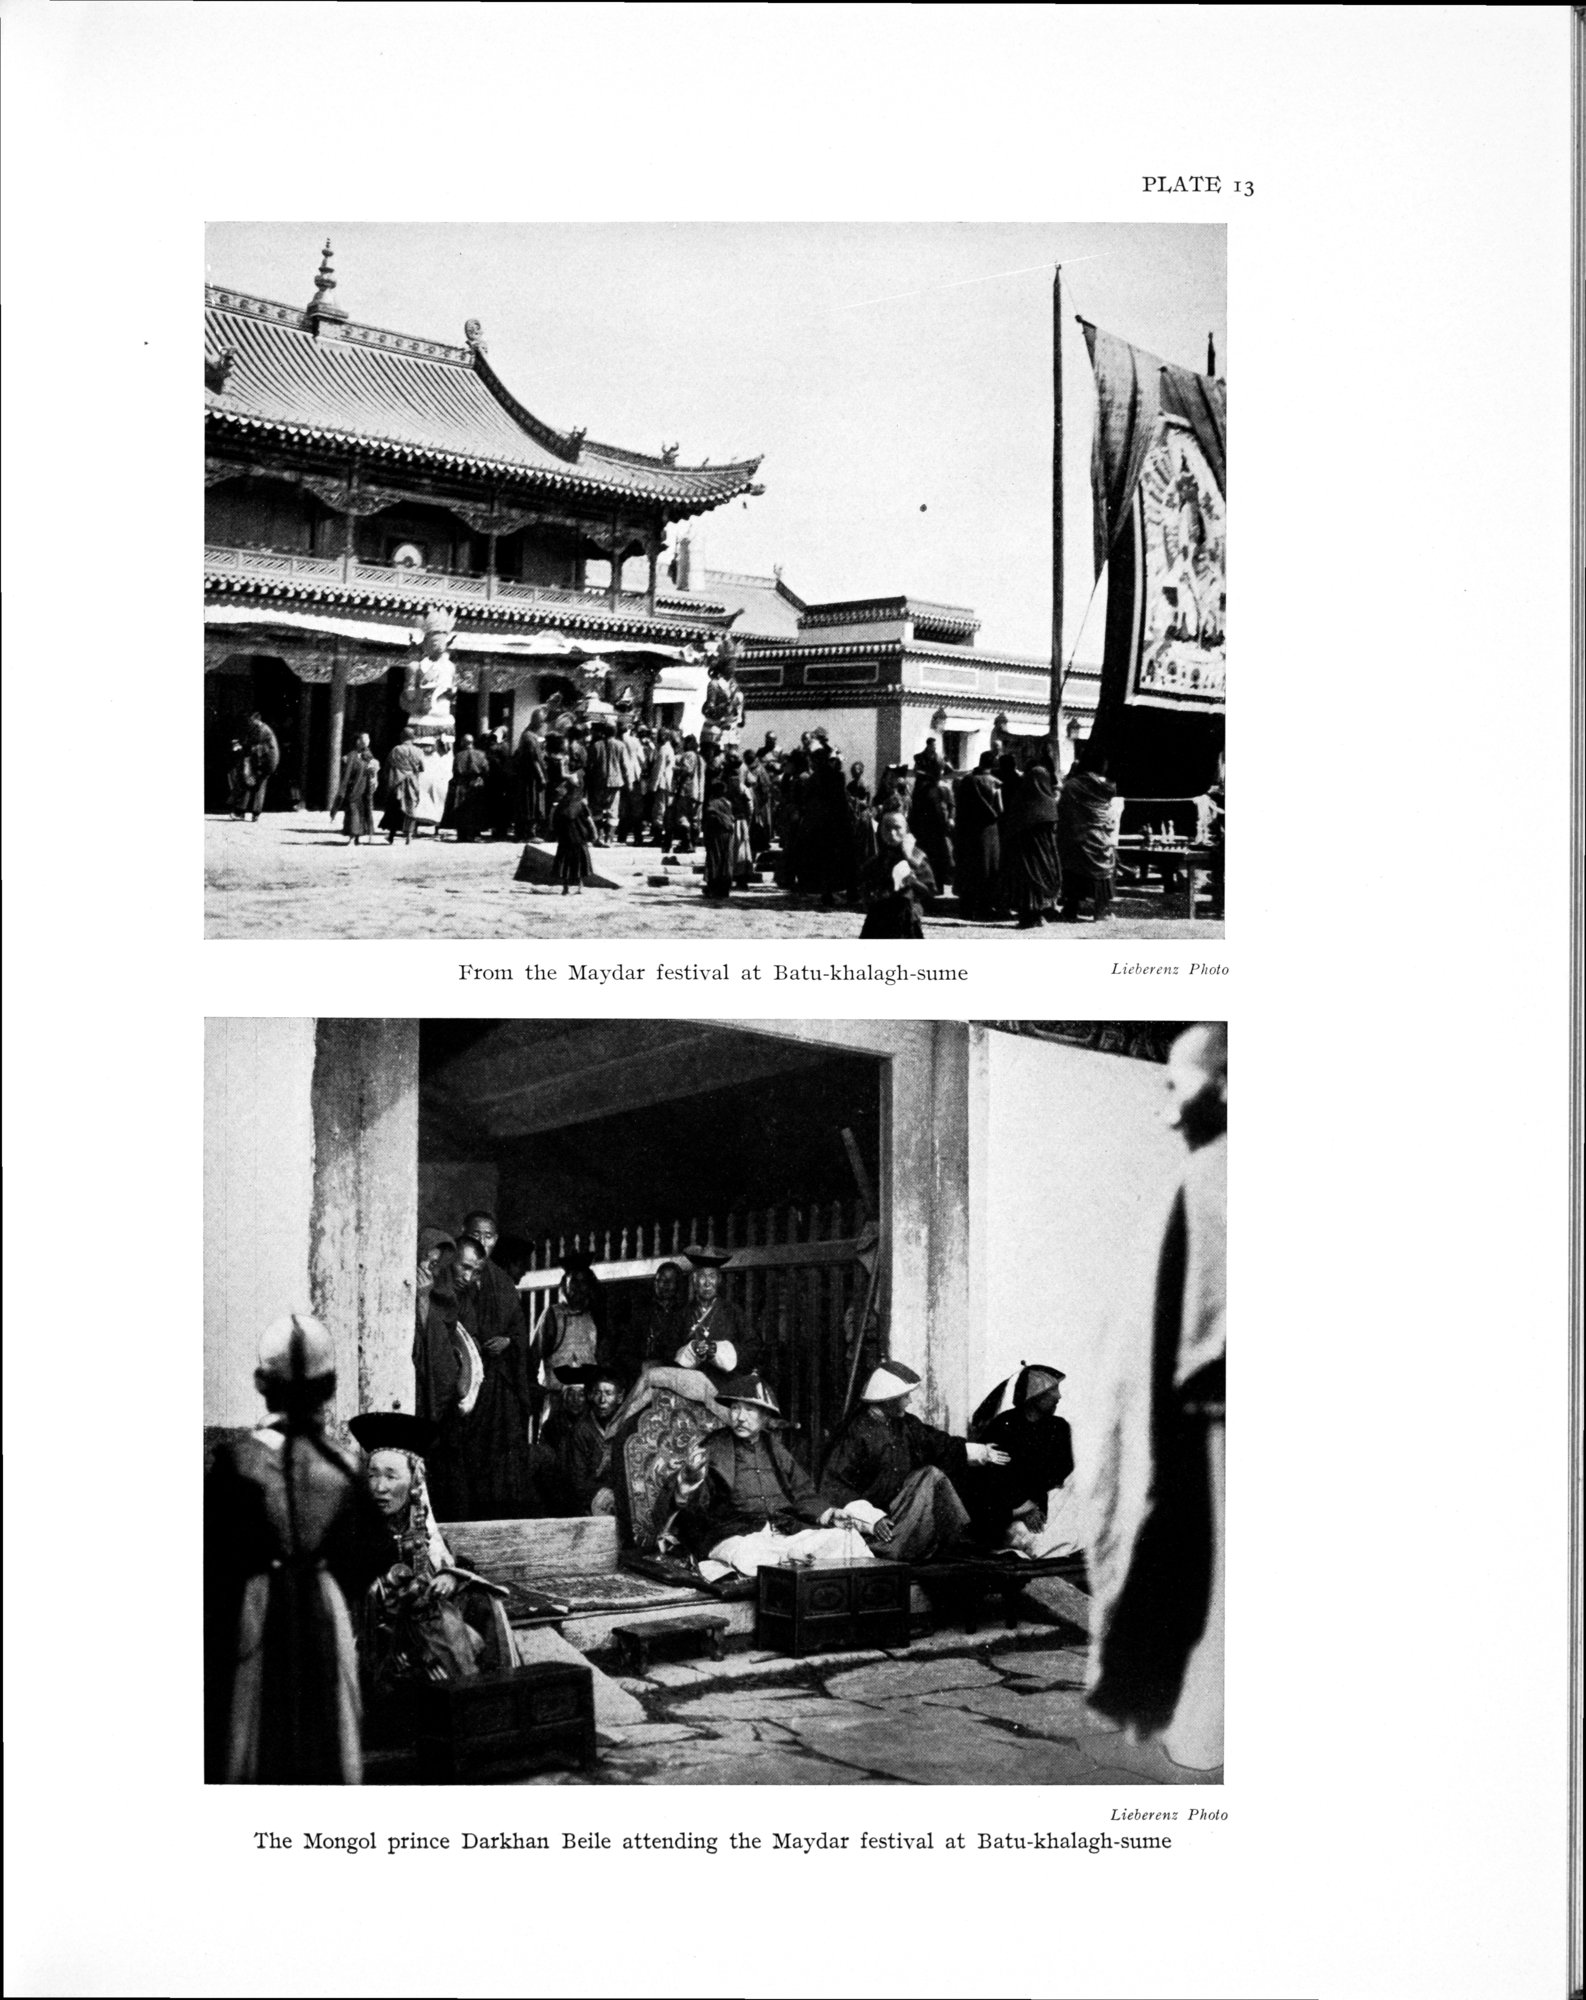 PLATE 13
From the Maydar festival at Batu-khalagh-sume
Lieberenz Photo
Lieberenz Photo
The Mongol prince Darkhan Beile attending the Maydar festival at Batu-khalagh-sume